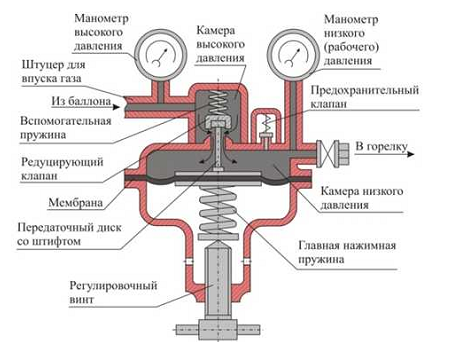 Манометр
высокого
давления
Камера
высокого
давления
Манометр
низкого
(рабочего)
давления
Штуцер для
впуска газа
Из баллона
Предохранительный
клапан
Вспомогательная
пружина
В горелку
Редуцирующий
клапан
Мембрана
Камера низкого
давления
Передаточный диск
со штифтом
Главная нажимная
пружина
Регулировочный
винт